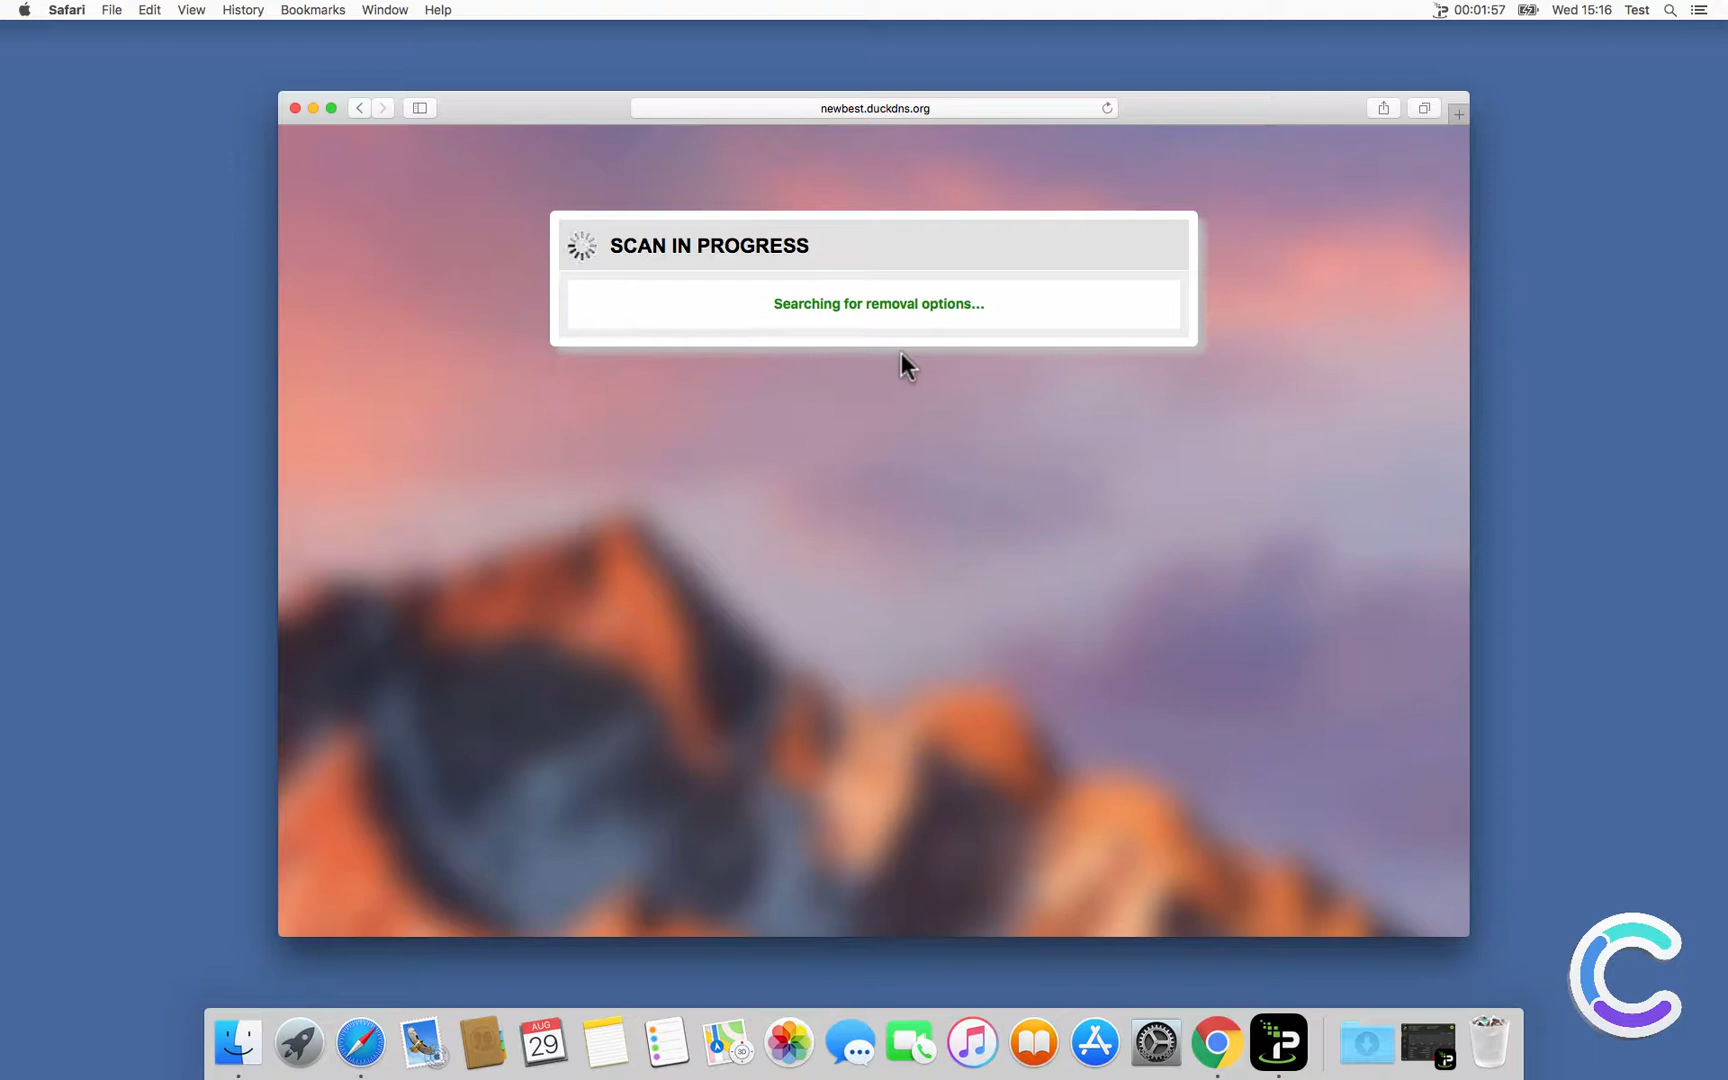 Safari File Edit View History Bookmarks Window Help 00:01:57 Wed 15:16 Test
newbest.duckdns.org
SCAN IN PROGRESS
Searching for removal options...
AUG
29
3D